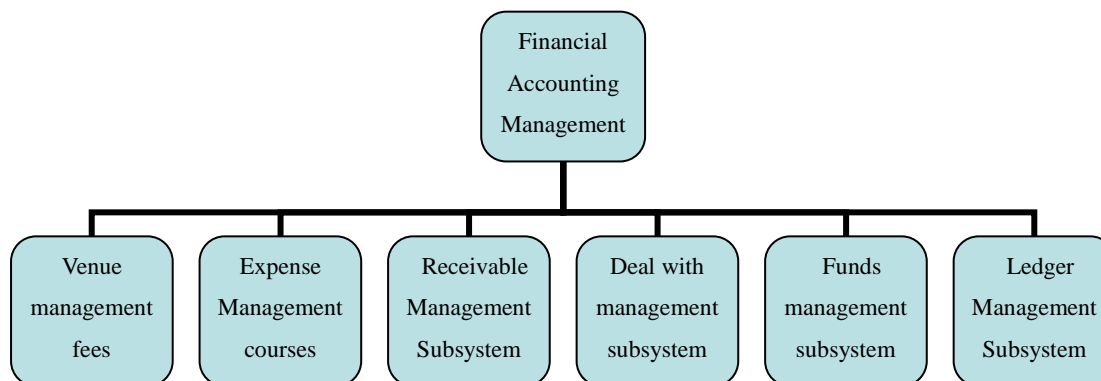 Financial
Accounting
Management
Venue
management
fees
Expense
Management
courses
Receivable
Management
Subsystem
Deal with
management
subsystem
Funds
management
subsystem
Ledger
Management
Subsystem